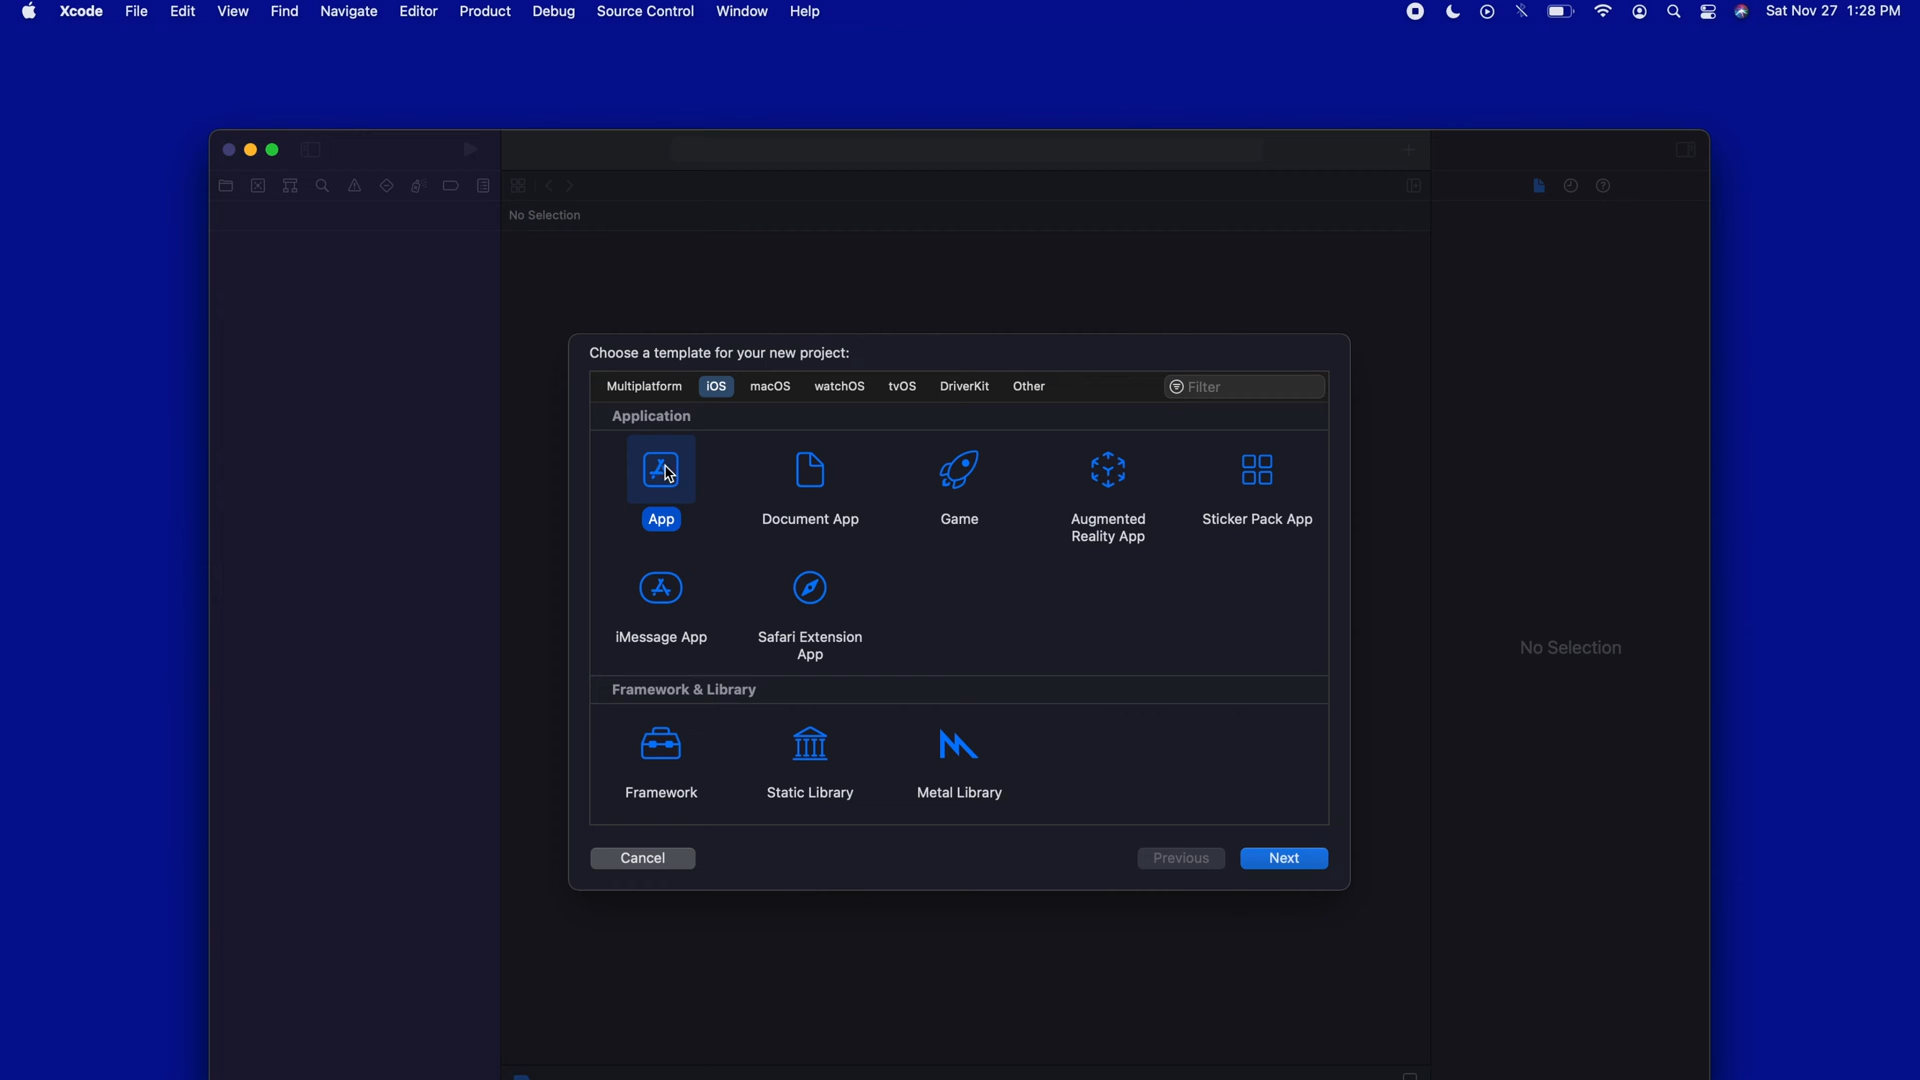 Xcode File Edit View Find Navigate Editor Product Debug Source Control Window Help Sat Nov 27 1:28 PM
No Selection
Choose a template for your new project:
Multiplatform iOS macOS watchOS tvOS DriverKit Other Filter
Application
App Document App Game Augmented Reality App Sticker Pack App
iMessage App Safari Extension App
No Selection
Framework & Library
Framework Static Library Metal Library
Cancel Previous Next